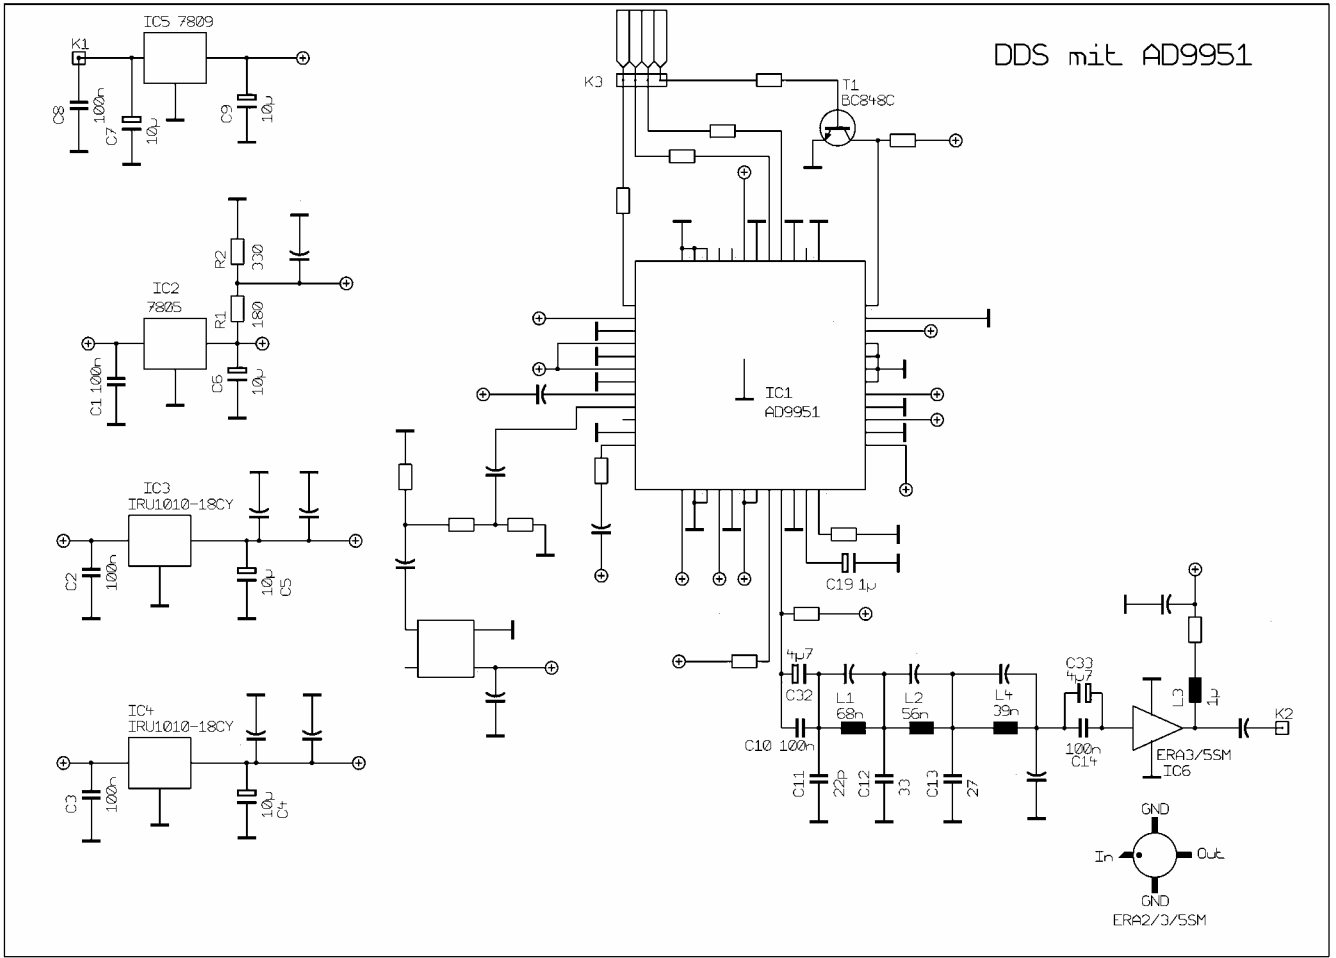 DDS mit AD9951
IC5 7809
K1
C8
100n
C7
10µ
C9
10µ
K3
T1
BC848C
R2
330
IC2
7805
R1
180
C1 100n
C6
10µ
IC1
AD9951
IC3
IRU1010-18CY
C2
100n
10µ
C5
C19 1µ
IC4
IRU1010-18CY
C3
100n
10µ
C4
4µ7
C32
L1
68n
L2
56n
L4
39n
C33
4µ7
L3
1µ
K2
C10 100n
100n
C14
ERA3/5SM
IC6
C11
22p
C12
33
C13
27
GND
In
Out
GND
ERA2/3/5SM